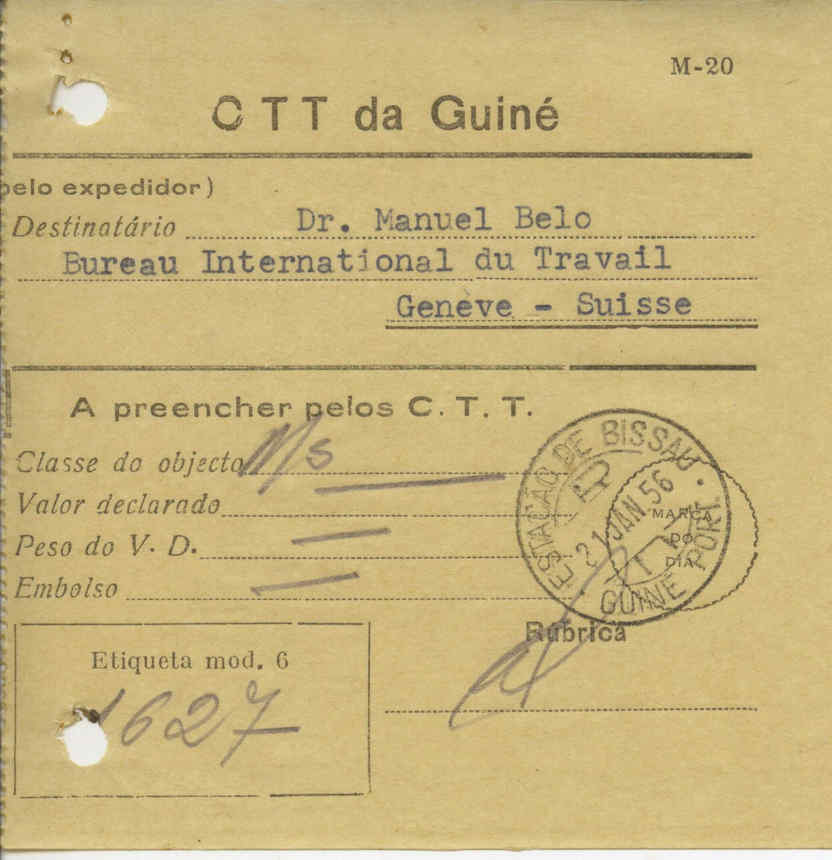 M-20
CTT da Guiné
pelo expedidor)
Destinatário Dr. Manuel Belo
Bureau International du Travail
Genève - Suisse
A preencher pelos C. T. T.
Classe do objecto
Valor declarado
Peso do V. D.
Embolso
ESTAÇÃO DE BISSAU
21 JAN. 56
GUINÉ PORT.
MARCA
DO
DIA
Rubrica
Etiqueta mod. 6
1627